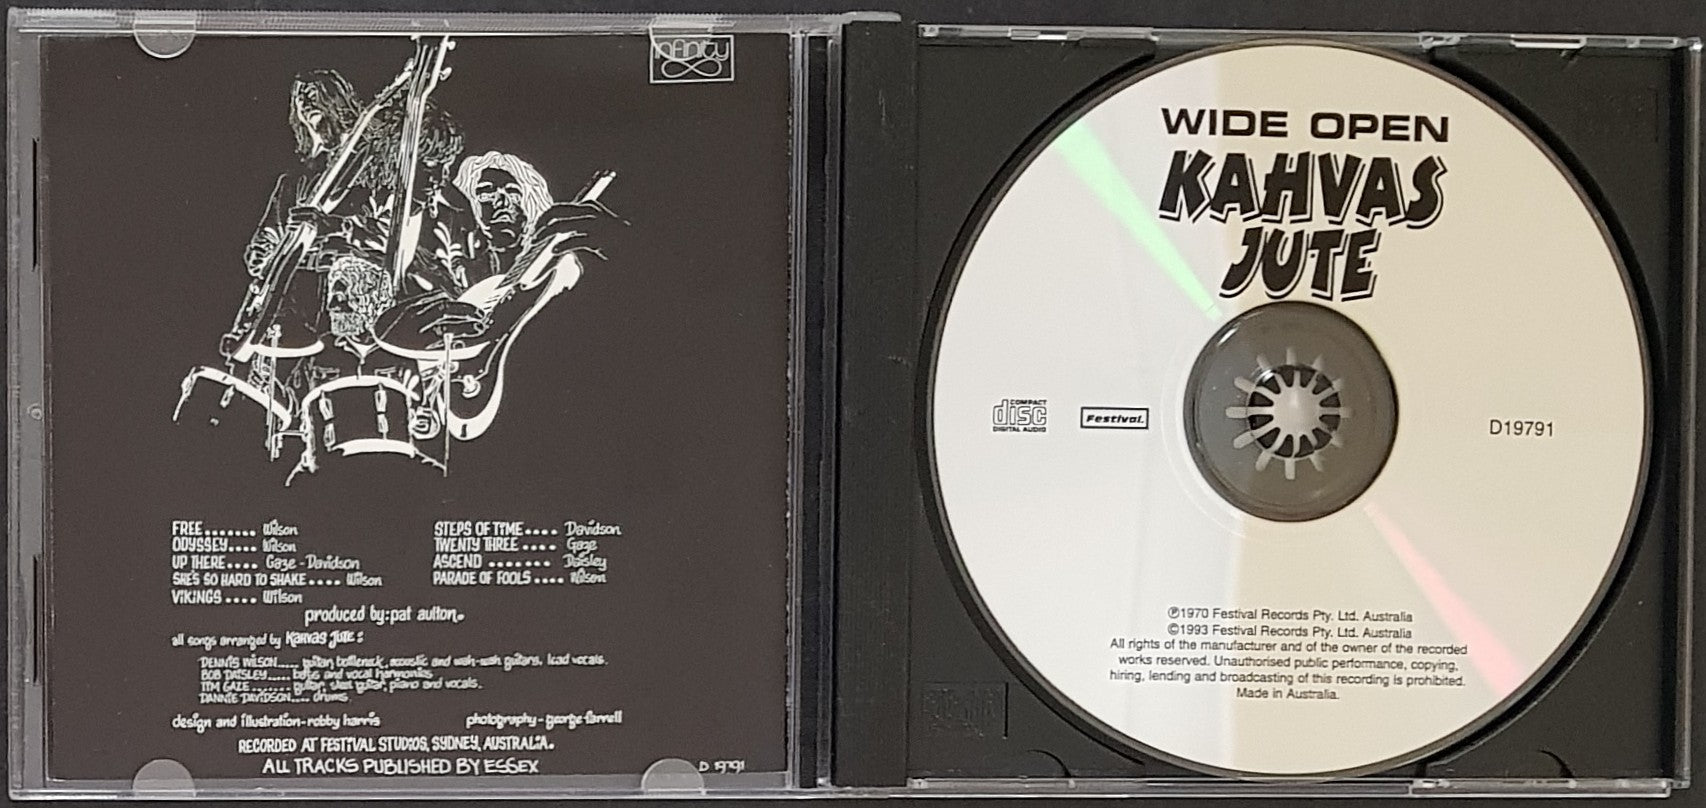 infinity
FREE....... Wilson
ODYSSEY.... Wilson
UP THERE.... Gaze - Davidson
SHE'S SO HARD TO SHAKE.... Wilson
VIKINGS.... Wilson
STEPS OF TIME.... Davidson
TWENTY THREE .... Gaze
ASCEND ........ Daisley
PARADE OF FOOLS .... Wilson
produced by: pat aulton.
all songs arranged by KAHVAS JUTE:
DENNIS WILSON..... guitar, bottleneck, acoustic and wah-wah guitars, lead vocals.
BOB DAISLEY..... bass and vocal harmonies
TIM GAZE........ guitar, slide guitar, piano and vocals.
DANNIE DAVIDSON.... drums.
design and illustration - robby harris
photography - george farrell
RECORDED AT FESTIVAL STUDIOS, SYDNEY, AUSTRALIA.
ALL TRACKS PUBLISHED BY ESSEX
D 19791
WIDE OPEN
KAHVAS
JUTE
COMPACT
disc
DIGITAL AUDIO
Festival.
D19791
℗1970 Festival Records Pty. Ltd. Australia
©1993 Festival Records Pty. Ltd. Australia
All rights of the manufacturer and of the owner of the recorded
works reserved. Unauthorised public performance, copying,
hiring, lending and broadcasting of this recording is prohibited.
Made in Australia.